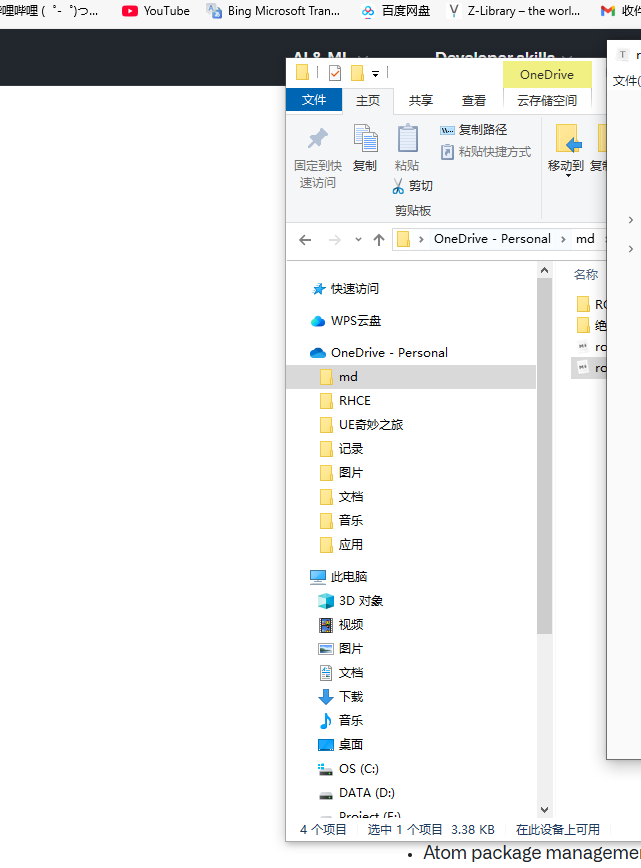 哔哩哔哩 (゜-゜)つ...
YouTube
Bing Microsoft Tran...
百度网盘
Z-Library – the worl...
收件
AI & ML
Developer skills
OneDrive
文件(
文件
主页
共享
查看
云存储空间
固定到快
速访问
复制
粘贴
复制路径
粘贴快捷方式
剪切
移动到
复制
剪贴板
OneDrive - Personal
md
名称
快速访问
WPS云盘
OneDrive - Personal
md
RHCE
UE奇妙之旅
记录
图片
文档
音乐
应用
此电脑
3D 对象
视频
图片
文档
下载
音乐
桌面
OS (C:)
DATA (D:)
Project (E:)
绝
ro
ro
4 个项目
选中 1 个项目
3.38 KB
在此设备上可用
• Atom package manageme